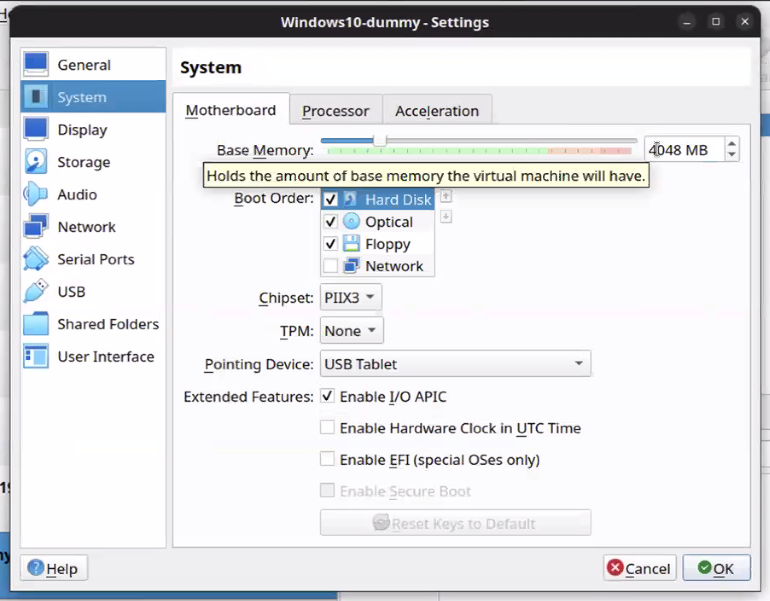 Windows10-dummy - Settings
General
System
Display
Storage
Audio
Network
Serial Ports
USB
Shared Folders
User Interface
System
Motherboard
Processor
Acceleration
Base Memory:
4048 MB
Holds the amount of base memory the virtual machine will have.
Boot Order:
Hard Disk
Optical
Floppy
Network
Chipset:
PIIX3
TPM:
None
Pointing Device:
USB Tablet
Extended Features:
Enable I/O APIC
Enable Hardware Clock in UTC Time
Enable EFI (special OSes only)
Enable Secure Boot
Reset Keys to Default
Help
Cancel
OK